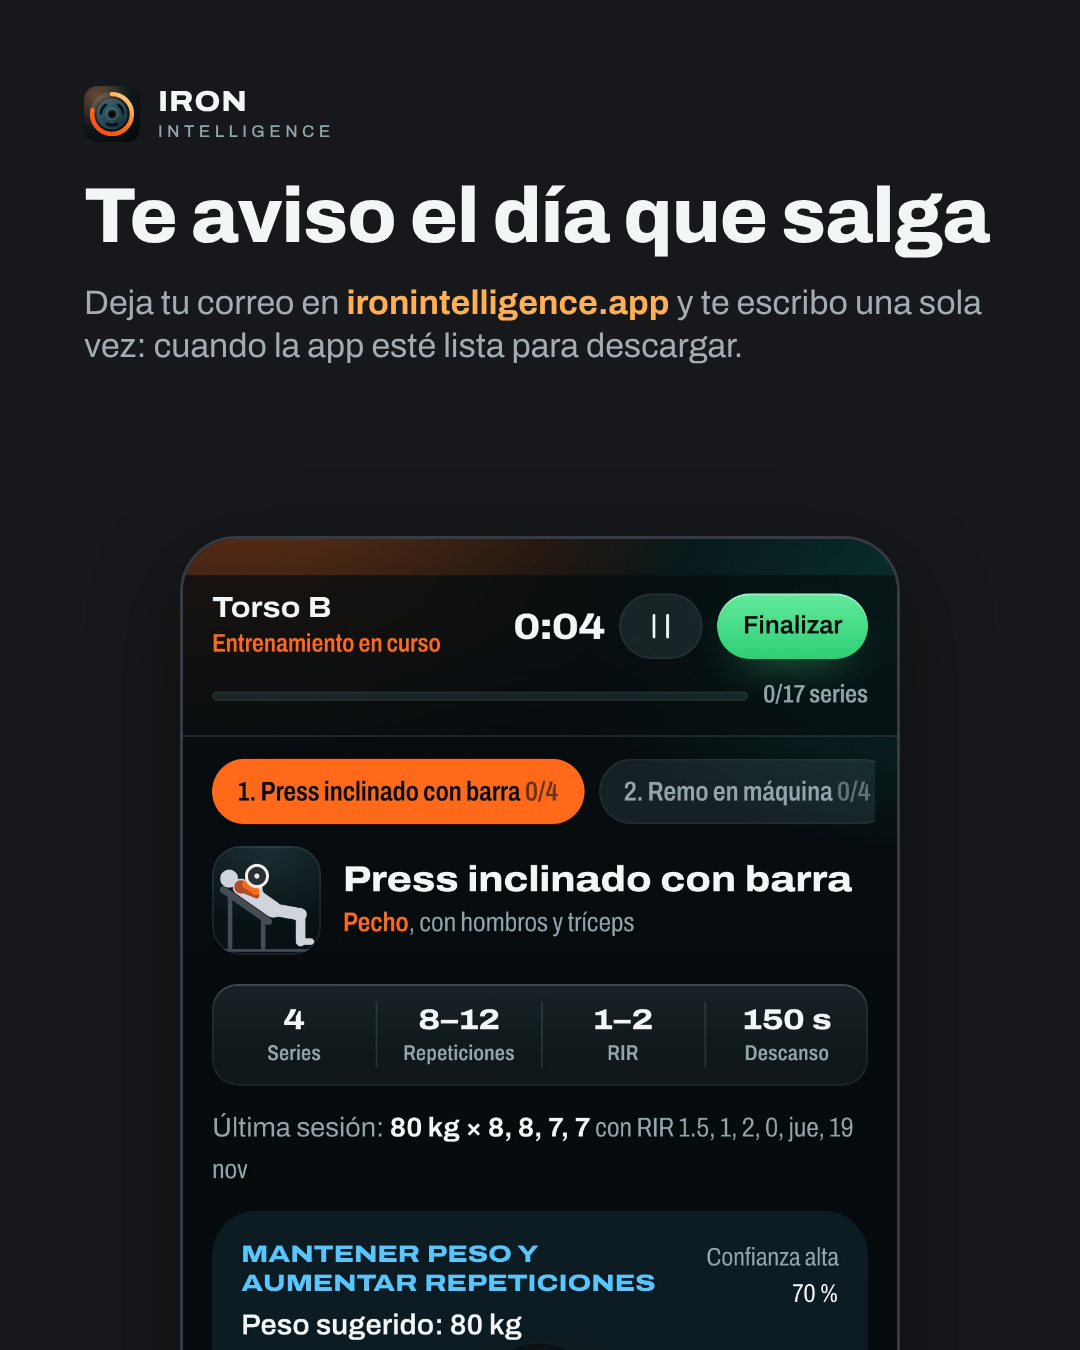 IRON
INTELLIGENCE
Te aviso el día que salga
Deja tu correo en ironintelligence.app y te escribo una sola
vez: cuando la app esté lista para descargar.
Torso B
Entrenamiento en curso
0:04
Finalizar
0/17 series
1. Press inclinado con barra 0/4
2. Remo en máquina 0/4
Press inclinado con barra
Pecho, con hombros y tríceps
4
Series
8–12
Repeticiones
1–2
RIR
150 s
Descanso
Última sesión: 80 kg × 8, 8, 7, 7 con RIR 1.5, 1, 2, 0, jue, 19
nov
MANTENER PESO Y
AUMENTAR REPETICIONES
Confianza alta
70 %
Peso sugerido: 80 kg